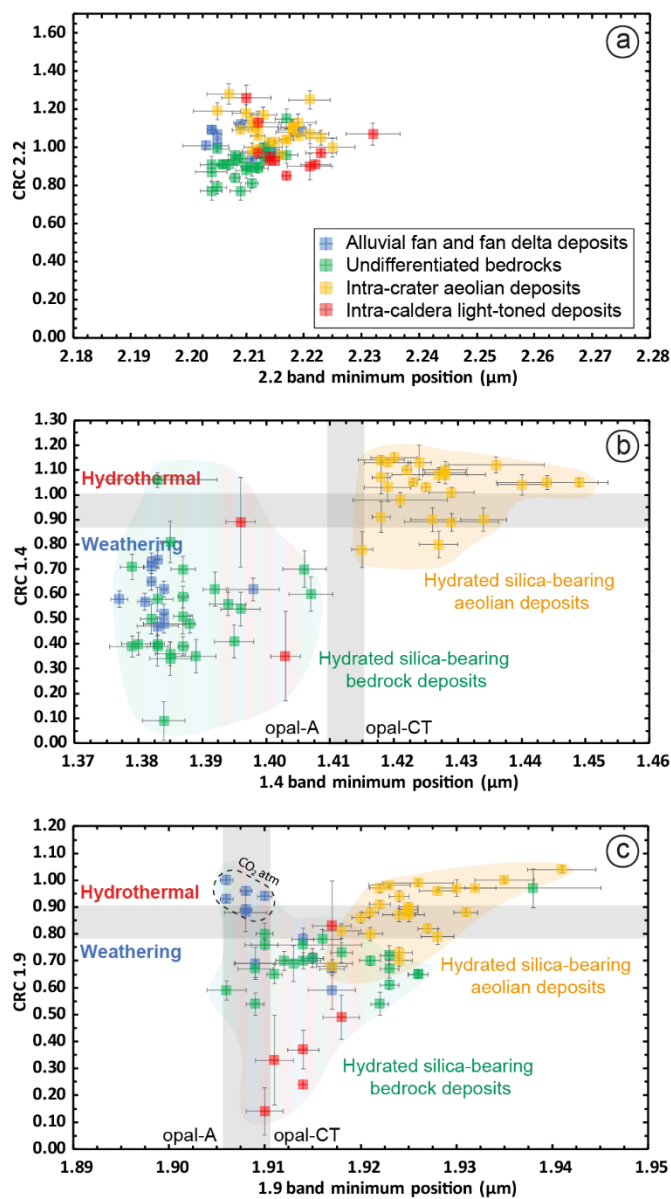 a
1.60
1.40
1.20
1.00
0.80
0.60
0.40
0.20
0.00
CRC 2.2
Alluvial fan and fan delta deposits
Undifferentiated bedrocks
Intra-crater aeolian deposits
Intra-caldera light-toned deposits
2.18 2.19 2.20 2.21 2.22 2.23 2.24 2.25 2.26 2.27 2.28
2.2 band minimum position (µm)
b
1.30
1.20
1.10
1.00
0.90
0.80
0.70
0.60
0.50
0.40
0.30
0.20
0.10
0.00
CRC 1.4
Hydrothermal
Weathering
Hydrated silica-bearing
aeolian deposits
Hydrated silica-bearing
bedrock deposits
opal-A opal-CT
1.37 1.38 1.39 1.40 1.41 1.42 1.43 1.44 1.45 1.46
1.4 band minimum position (µm)
c
1.20
1.10
1.00
0.90
0.80
0.70
0.60
0.50
0.40
0.30
0.20
0.10
0.00
CRC 1.9
CO2 atm
Hydrothermal
Weathering
Hydrated silica-bearing
aeolian deposits
Hydrated silica-bearing
bedrock deposits
opal-A opal-CT
1.89 1.90 1.91 1.92 1.93 1.94 1.95
1.9 band minimum position (µm)